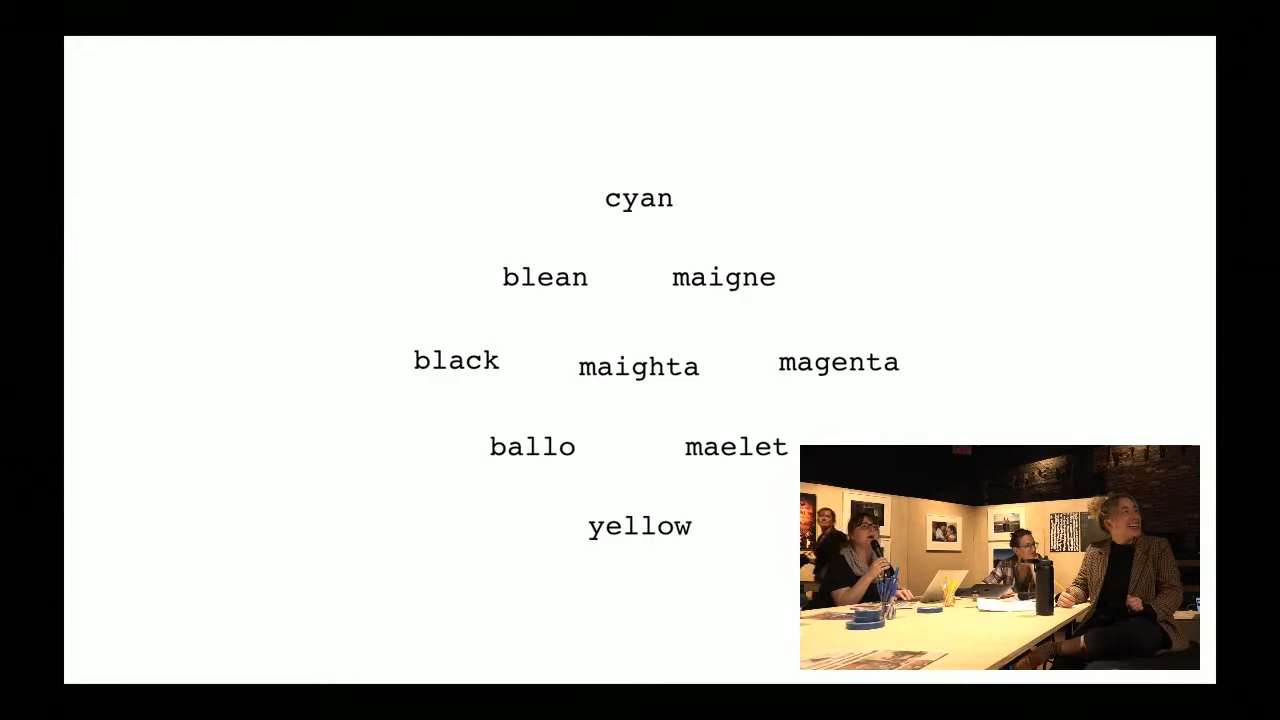 cyan
blean maigne
black maighta magenta
ballo maelet
yellow